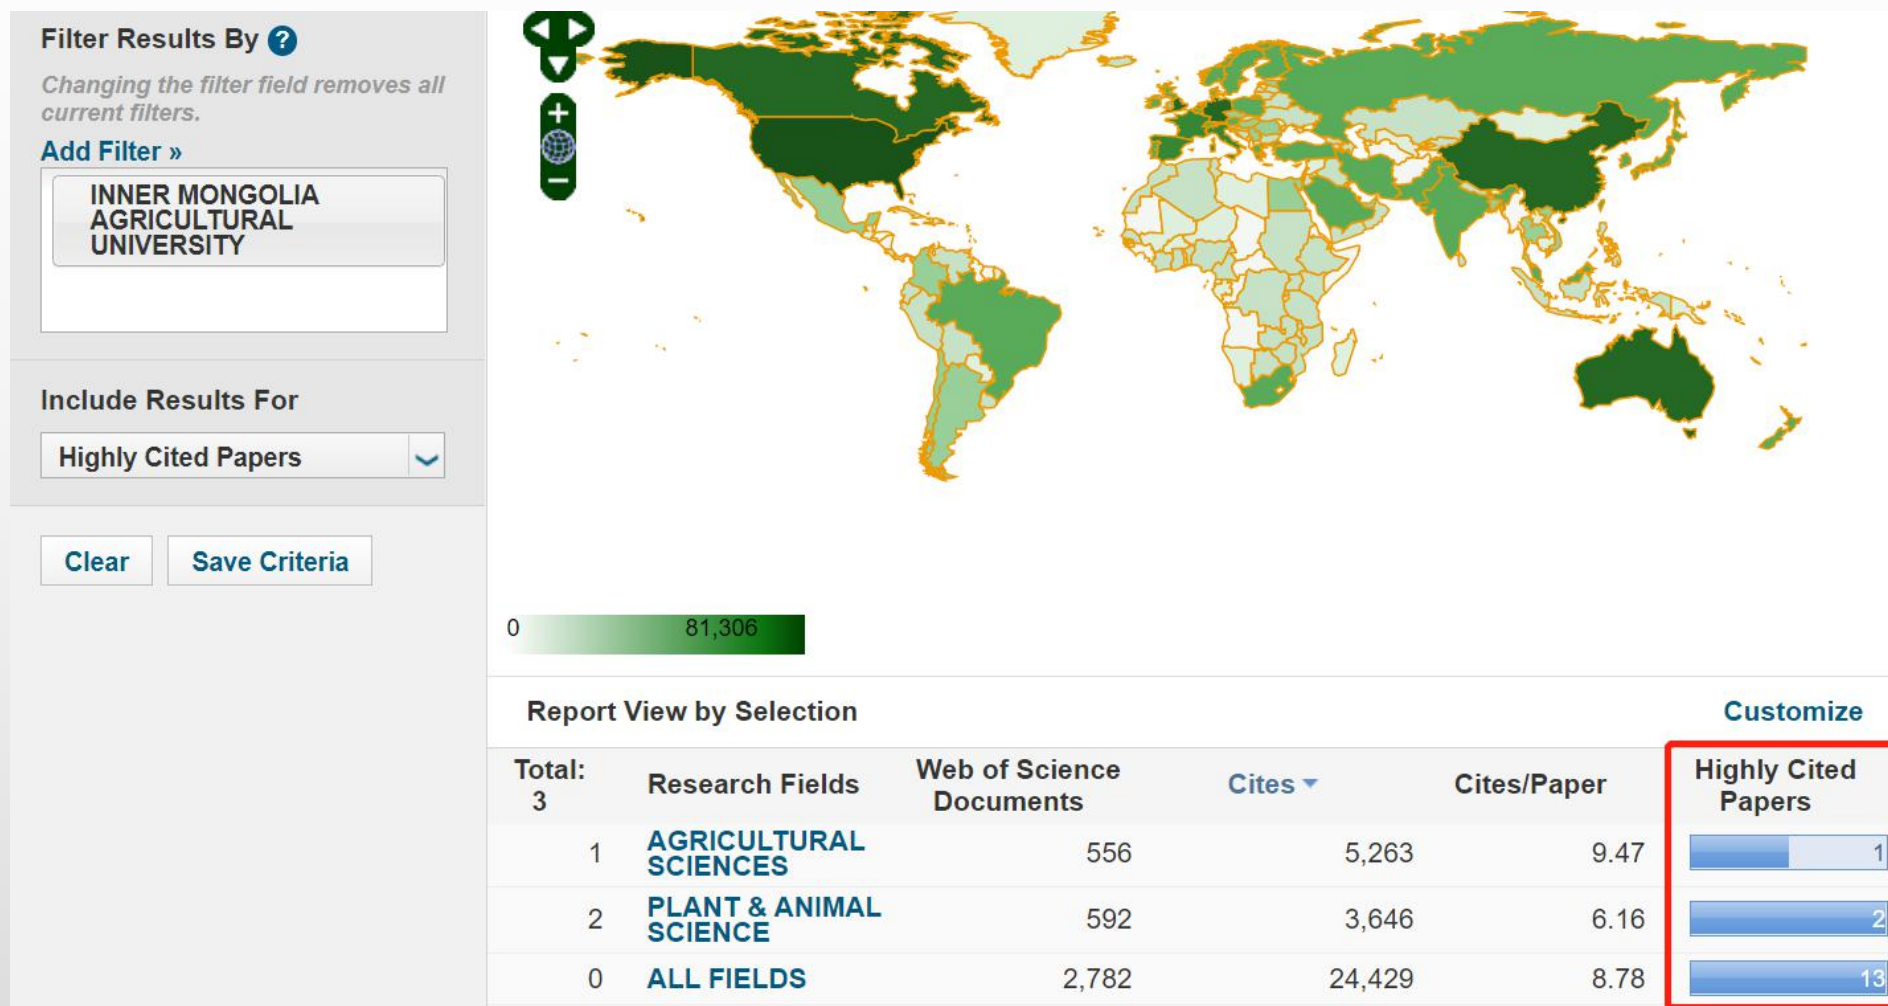 Filter Results By ?
Changing the filter field removes all
current filters.
Add Filter »
INNER MONGOLIA
AGRICULTURAL
UNIVERSITY
Include Results For
Highly Cited Papers
Clear Save Criteria
0 81,306
Report View by Selection Customize
Total: 3 Research Fields Web of Science Documents Cites Cites/Paper Highly Cited Papers
1 AGRICULTURAL SCIENCES 556 5,263 9.47 1
2 PLANT & ANIMAL SCIENCE 592 3,646 6.16 2
0 ALL FIELDS 2,782 24,429 8.78 13